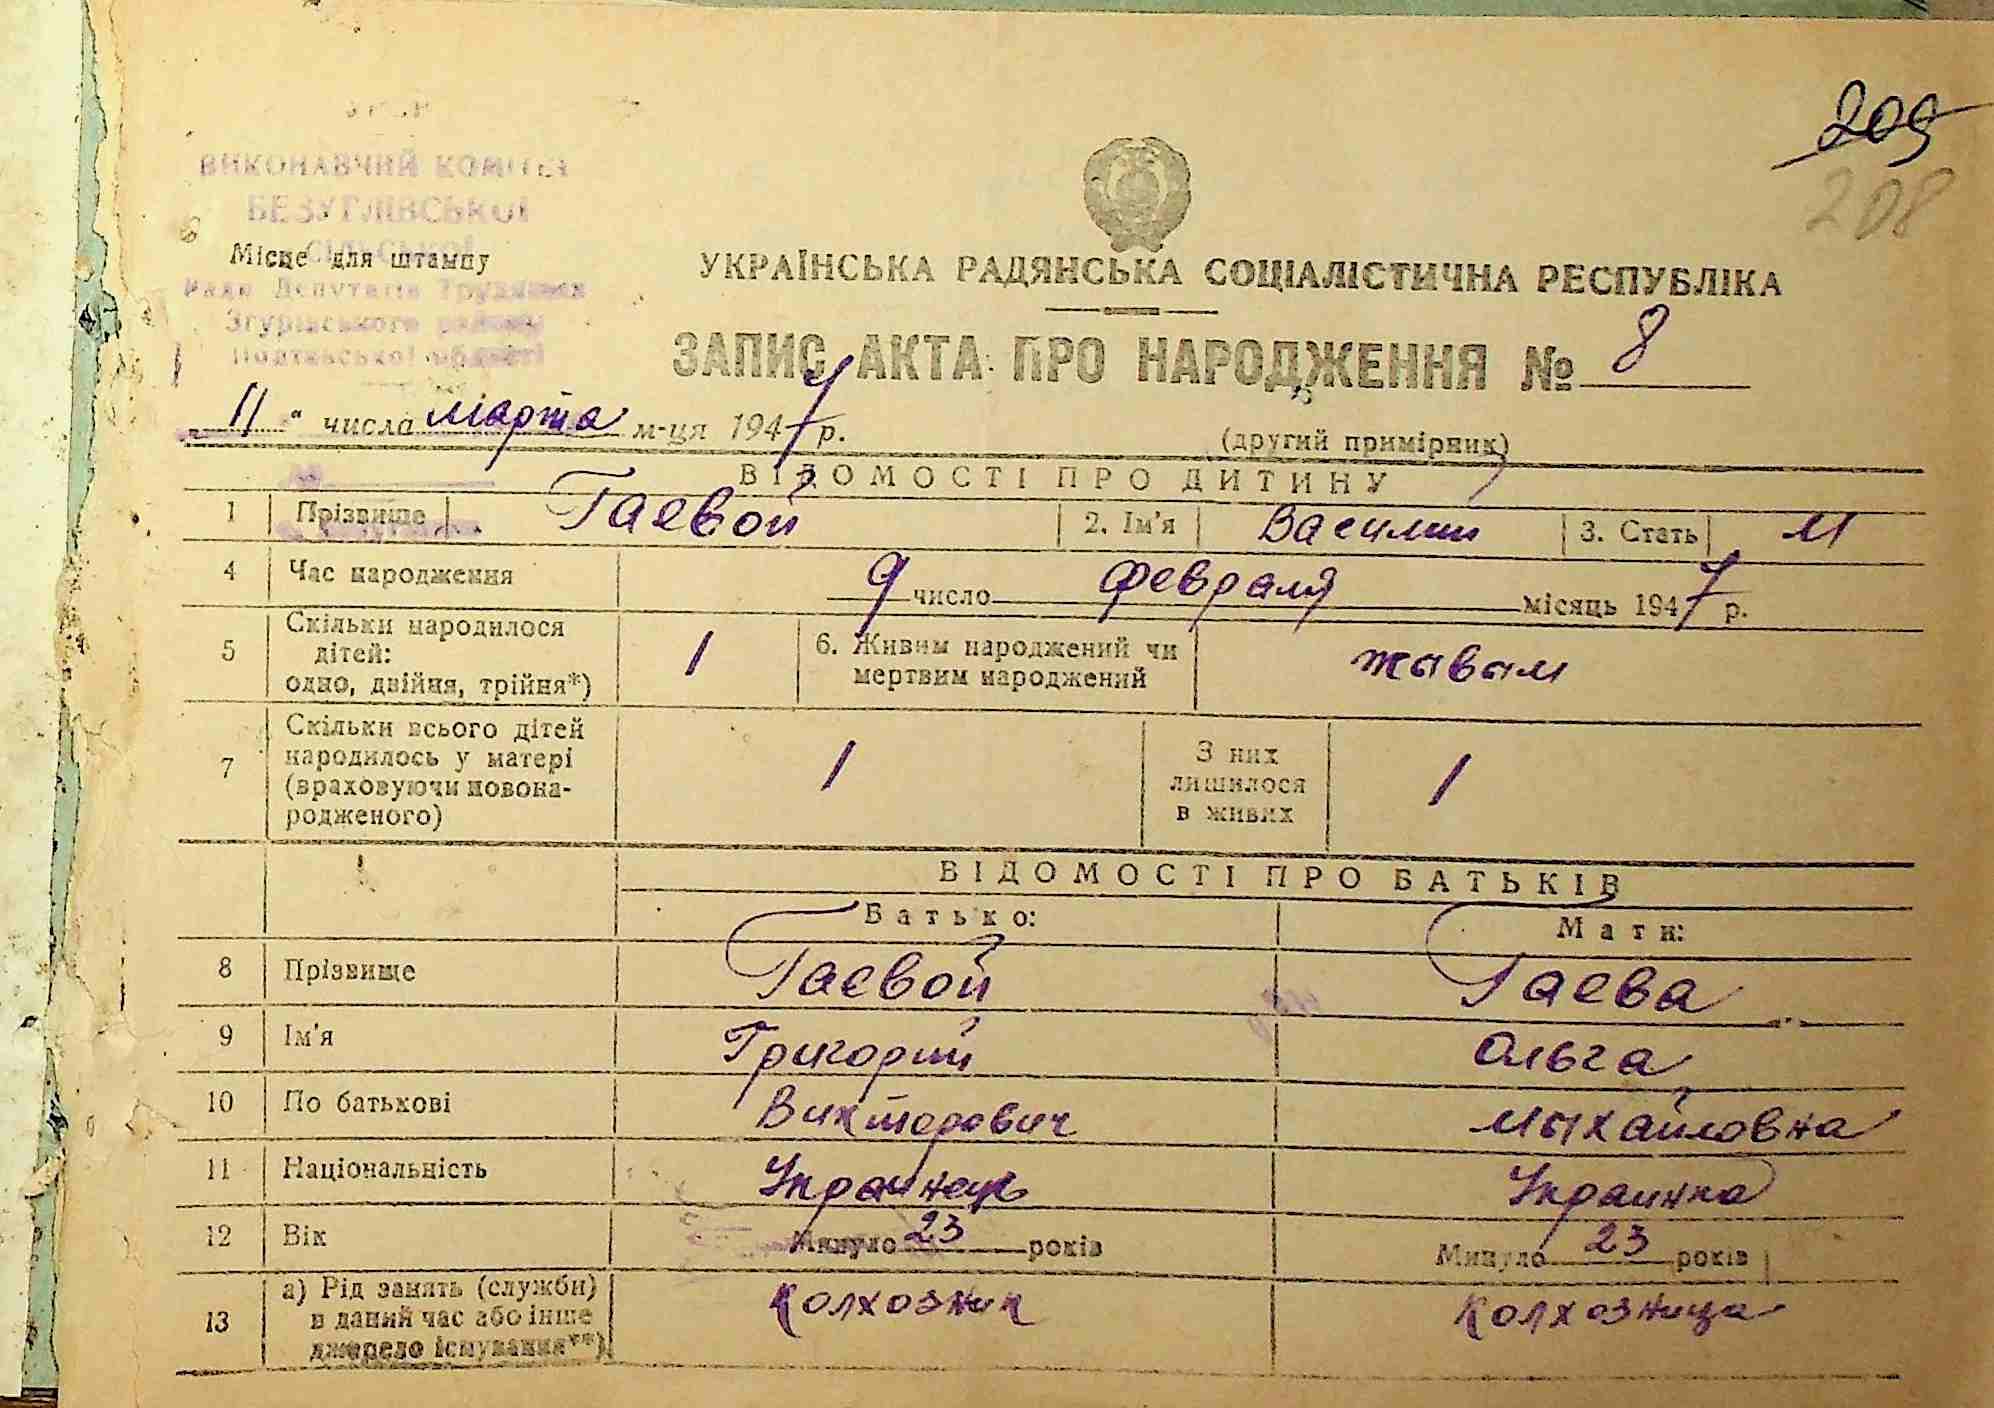 209
208
ВИКОНАВЧИЙ КОМІТЕТ
БЕЗУГЛІВСЬКОЇ
СІЛЬСЬКОЇ
Місце для штампу
Ради Депутатів Трудящих
Згурівського району
Полтавської області
УКРАЇНСЬКА РАДЯНСЬКА СОЦІАЛІСТИЧНА РЕСПУБЛІКА
ЗАПИС АКТА ПРО НАРОДЖЕННЯ № 8
„11“ числа марта м-ця 1947 р.
(другий примірник)
ВІДОМОСТІ ПРО ДИТИНУ
1 Прізвище Гаевой 2. Ім'я Василий 3. Стать М
4 Час народження 9 число февраля місяць 1947 р.
5 Скільки народилося дітей: одно, двійня, трійня*) 1 6. Живим народжений чи мертвим народжений жывым
7 Скільки всього дітей народилось у матері (враховуючи новонародженого) 1 З них лишилося в живих 1
ВІДОМОСТІ ПРО БАТЬКІВ
Батько: Мати:
8 Прізвище Гаевой Гаева
9 Ім'я Григорий Ольга
10 По батькові Викторович Мыхайловна
11 Національність Украинец Украинка
12 Вік Минуло 23 років Минуло 23 років
13 а) Рід занять (служби) в даний час або інше джерело існування**) Колхозник Колхозница